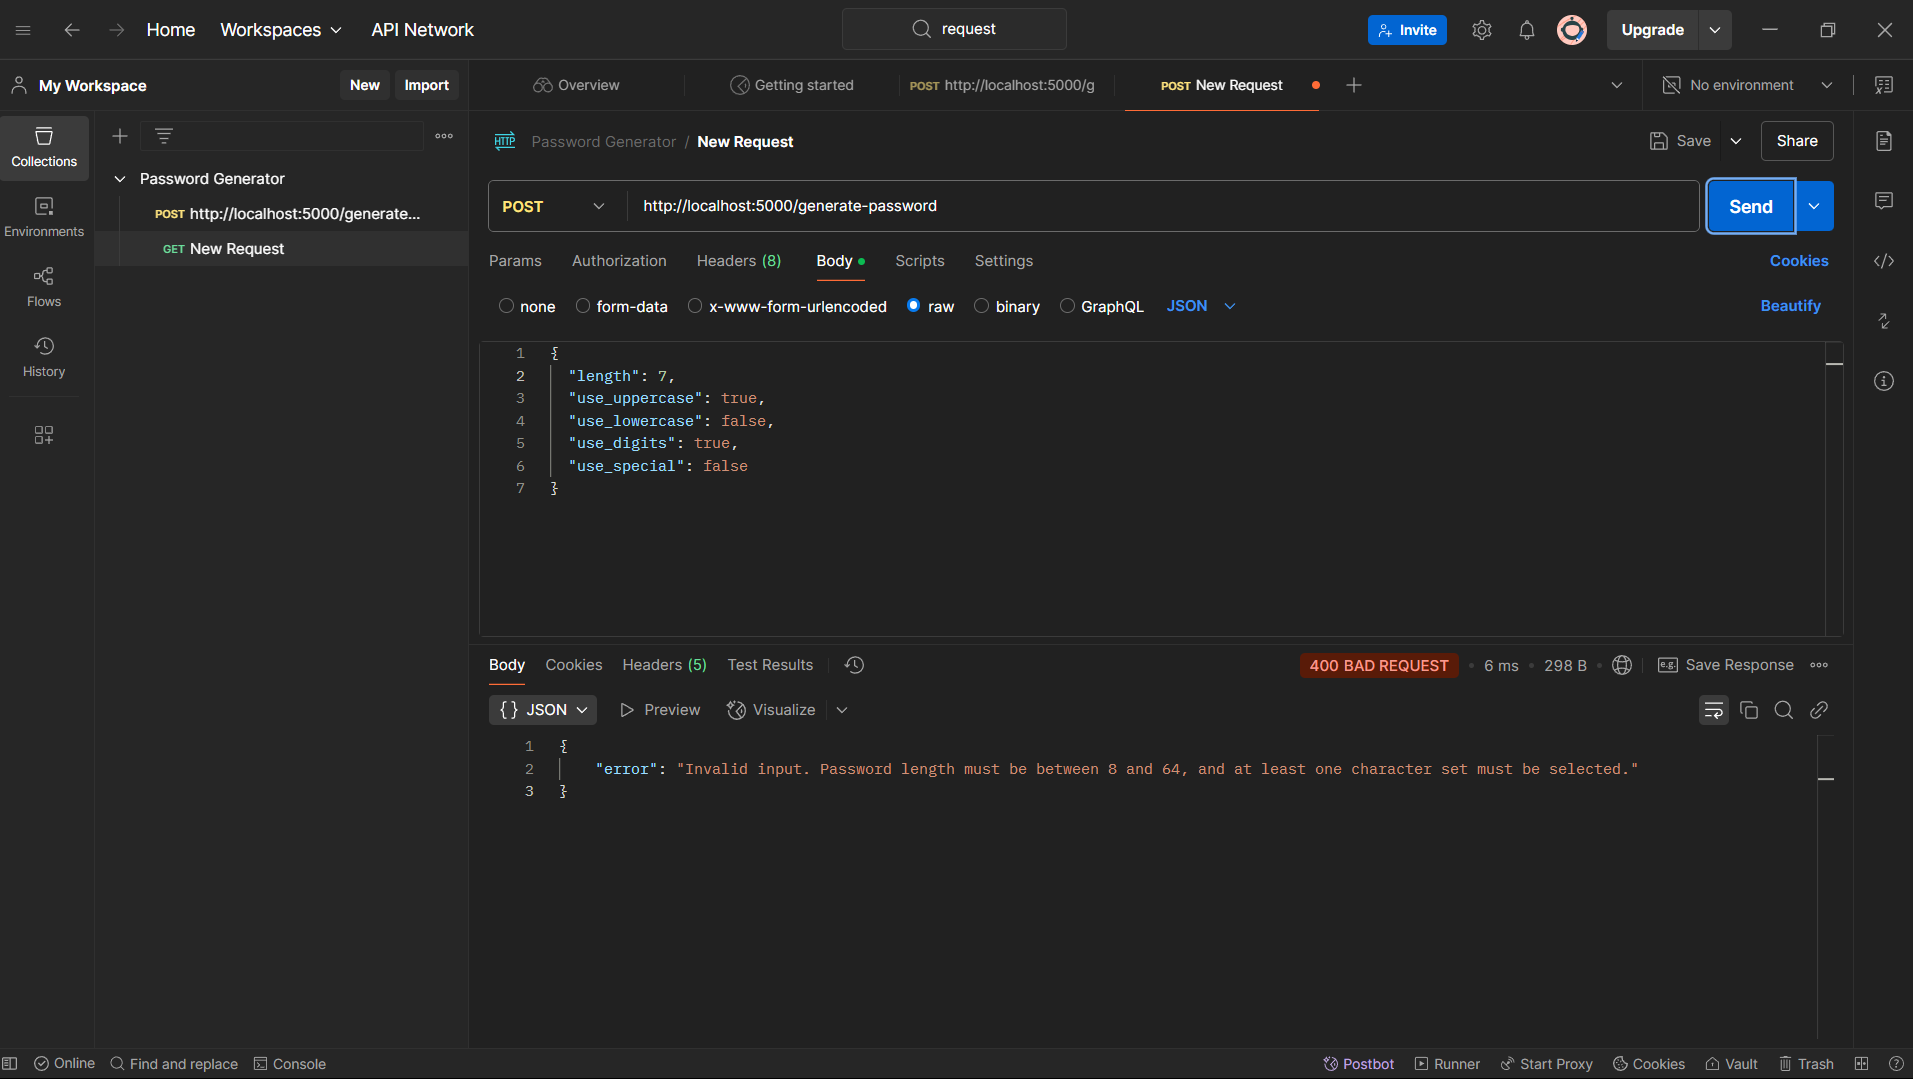 Home Workspaces API Network
request
Invite
Upgrade
My Workspace New Import
Overview
Getting started
POST http://localhost:5000/g
POST New Request
No environment
Collections
Environments
Flows
History
Password Generator
POST http://localhost:5000/generate...
GET New Request
HTTP Password Generator / New Request
Save Share
POST http://localhost:5000/generate-password
Send
Params Authorization Headers (8) Body Scripts Settings
Cookies
none form-data x-www-form-urlencoded raw binary GraphQL JSON
Beautify
1 {
2 "length": 7,
3 "use_uppercase": true,
4 "use_lowercase": false,
5 "use_digits": true,
6 "use_special": false
7 }
Body Cookies Headers (5) Test Results
400 BAD REQUEST 6 ms 298 B
e.g. Save Response
{} JSON Preview Visualize
1 {
2 "error": "Invalid input. Password length must be between 8 and 64, and at least one character set must be selected."
3 }
Online Find and replace Console
Postbot Runner Start Proxy Cookies Vault Trash